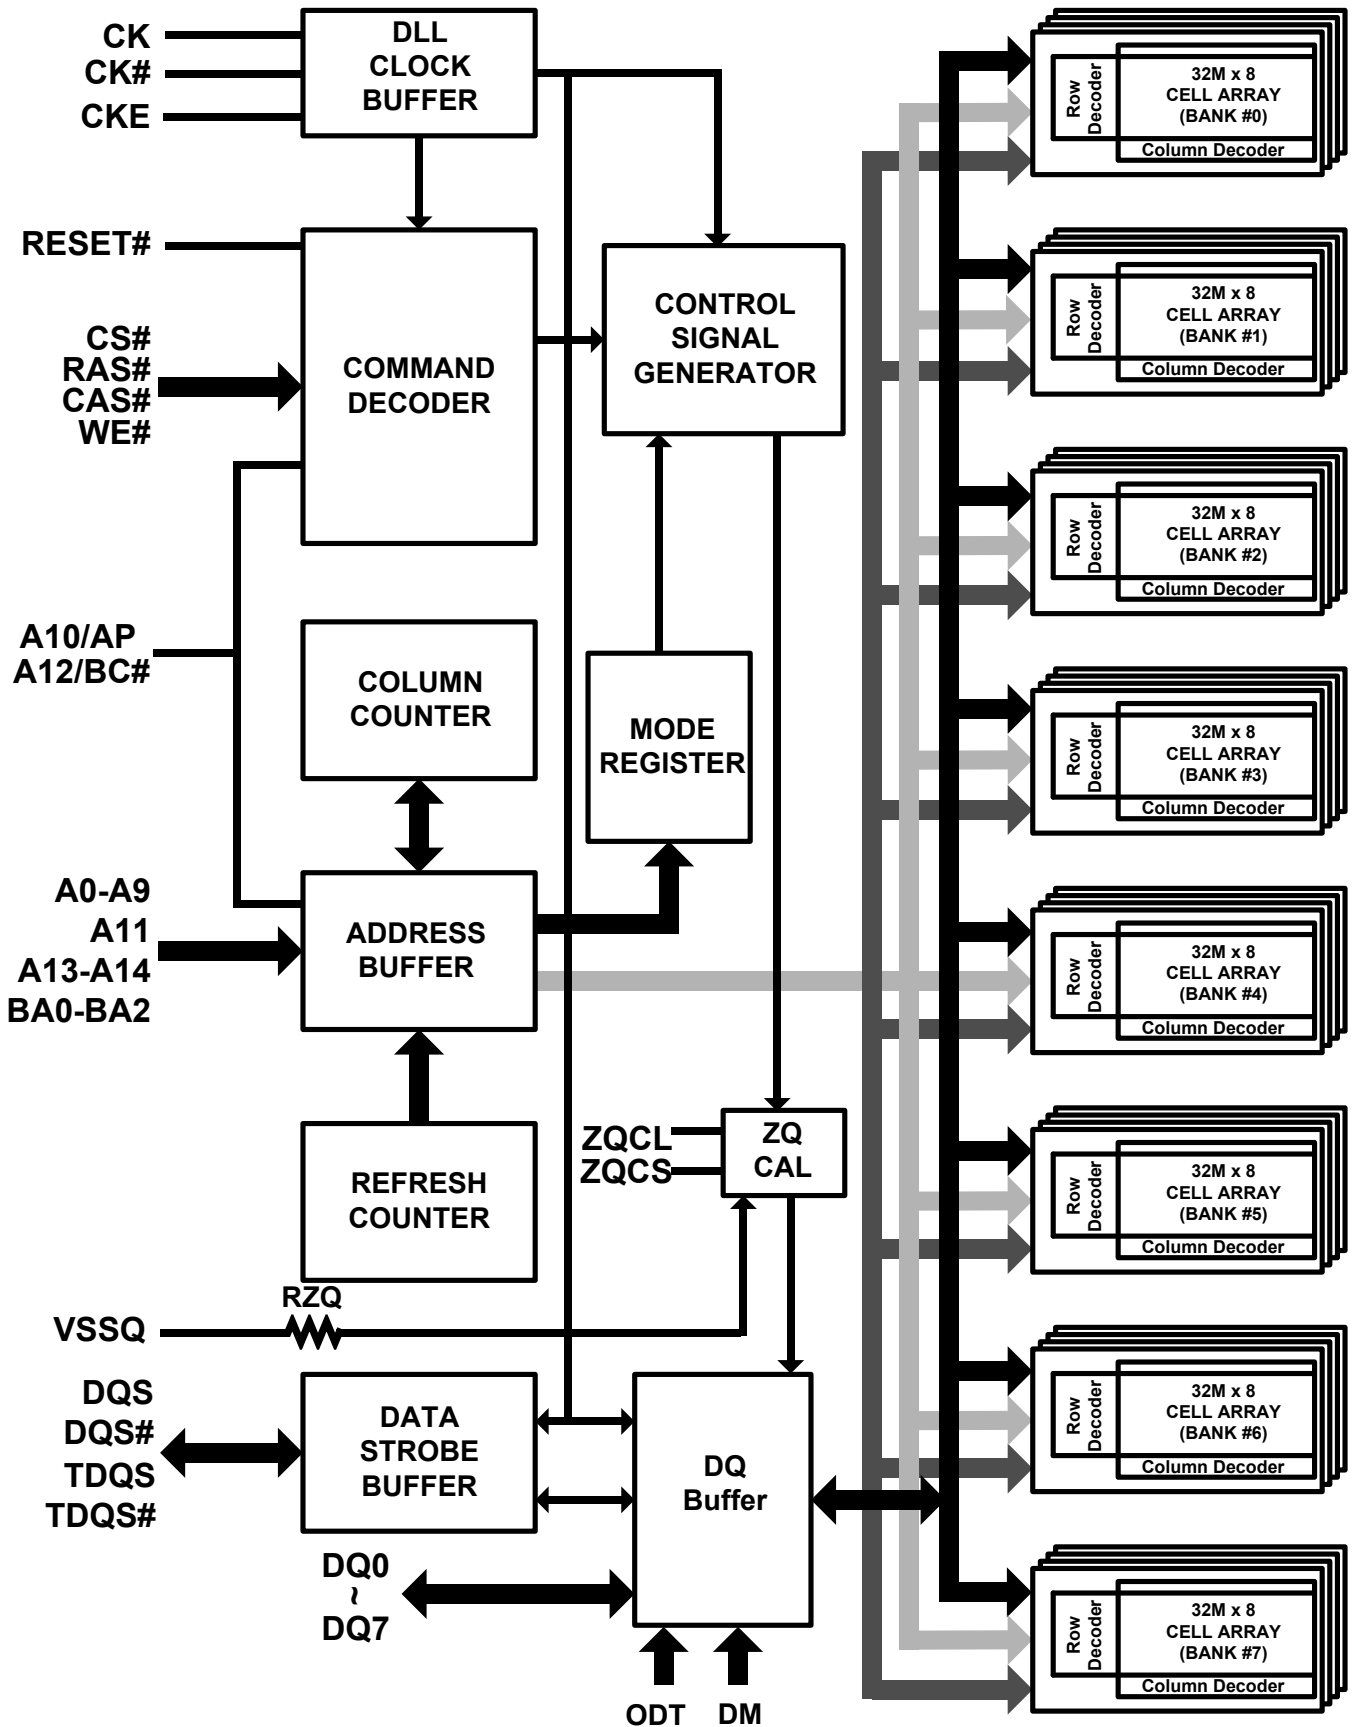 CK
CK#
CKE
DLL
CLOCK
BUFFER
RESET#
CS#
RAS#
CAS#
WE#
COMMAND
DECODER
CONTROL
SIGNAL
GENERATOR
A10/AP
A12/BC#
COLUMN
COUNTER
MODE
REGISTER
A0-A9
A11
A13-A14
BA0-BA2
ADDRESS
BUFFER
REFRESH
COUNTER
ZQCL
ZQCS
ZQ
CAL
VSSQ
RZQ
DQS
DQS#
TDQS
TDQS#
DATA
STROBE
BUFFER
DQ
Buffer
DQ0
~
DQ7
ODT
DM
Row
Decoder
32M x 8
CELL ARRAY
(BANK #0)
Column Decoder
Row
Decoder
32M x 8
CELL ARRAY
(BANK #1)
Column Decoder
Row
Decoder
32M x 8
CELL ARRAY
(BANK #2)
Column Decoder
Row
Decoder
32M x 8
CELL ARRAY
(BANK #3)
Column Decoder
Row
Decoder
32M x 8
CELL ARRAY
(BANK #4)
Column Decoder
Row
Decoder
32M x 8
CELL ARRAY
(BANK #5)
Column Decoder
Row
Decoder
32M x 8
CELL ARRAY
(BANK #6)
Column Decoder
Row
Decoder
32M x 8
CELL ARRAY
(BANK #7)
Column Decoder